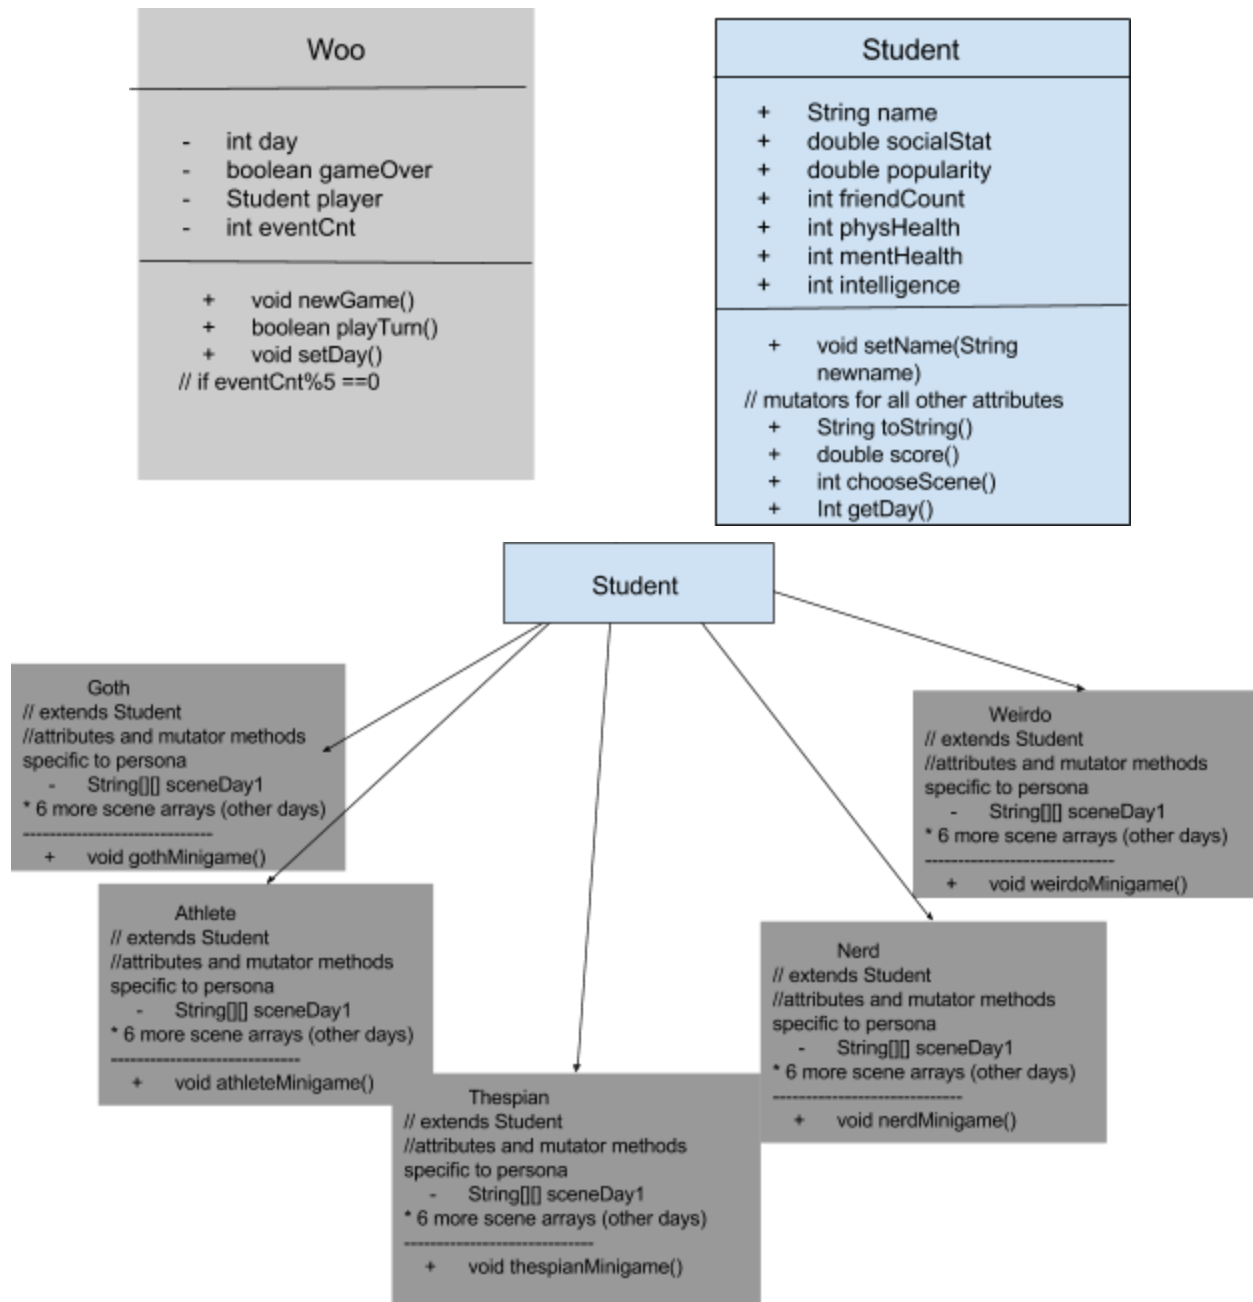 Woo
- int day
- boolean gameOver
- Student player
- int eventCnt
+ void newGame()
+ boolean playTurn()
+ void setDay()
// if eventCnt%5 ==0
Student
+ String name
+ double socialStat
+ double popularity
+ int friendCount
+ int physHealth
+ int mentHealth
+ int intelligence
+ void setName(String
newname)
// mutators for all other attributes
+ String toString()
+ double score()
+ int chooseScene()
+ Int getDay()
Student
Goth
// extends Student
//attributes and mutator methods
specific to persona
- String[][] sceneDay1
* 6 more scene arrays (other days)
-----------------------------
+ void gothMinigame()
Athlete
// extends Student
//attributes and mutator methods
specific to persona
- String[][] sceneDay1
* 6 more scene arrays (other days)
-----------------------------
+ void athleteMinigame()
Thespian
// extends Student
//attributes and mutator methods
specific to persona
- String[][] sceneDay1
* 6 more scene arrays (other days)
-----------------------------
+ void thespianMinigame()
Nerd
// extends Student
//attributes and mutator methods
specific to persona
- String[][] sceneDay1
* 6 more scene arrays (other days)
-----------------------------
+ void nerdMinigame()
Weirdo
// extends Student
//attributes and mutator methods
specific to persona
- String[][] sceneDay1
* 6 more scene arrays (other days)
-----------------------------
+ void weirdoMinigame()